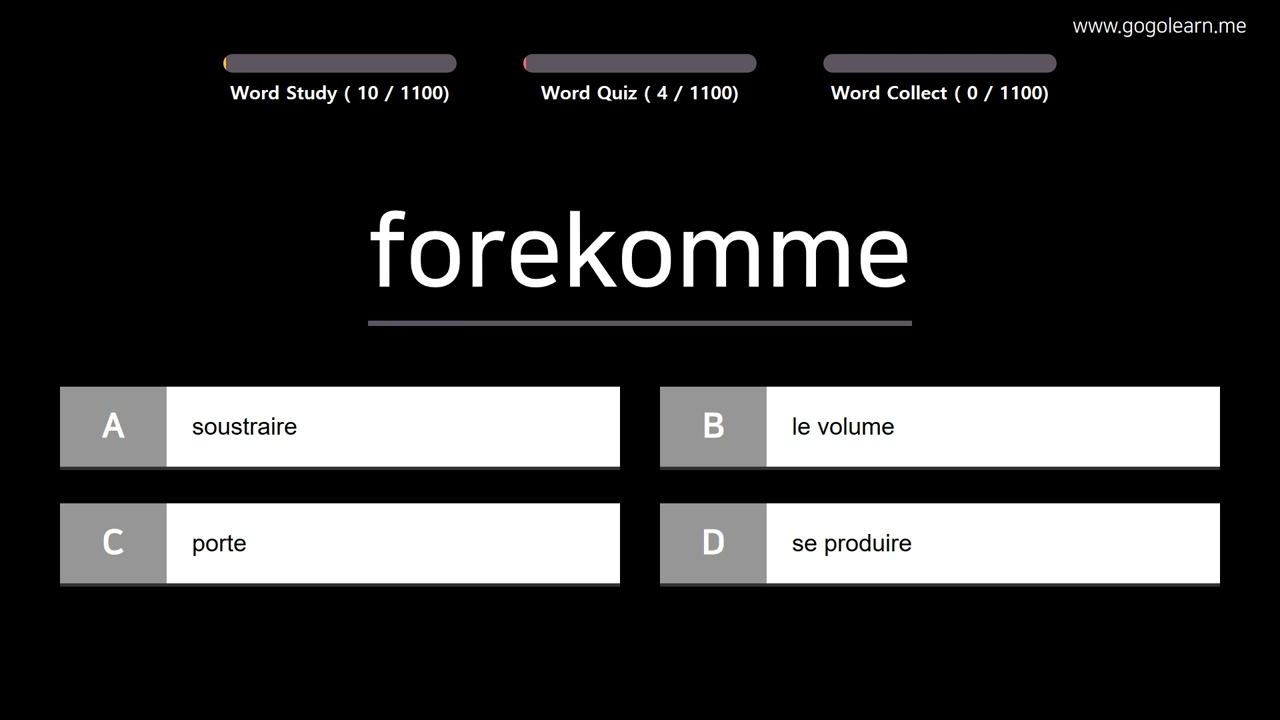 www.gogolearn.me
Word Study ( 10 / 1100)
Word Quiz ( 4 / 1100)
Word Collect ( 0 / 1100)
forekomme
A soustraire
B le volume
C porte
D se produire